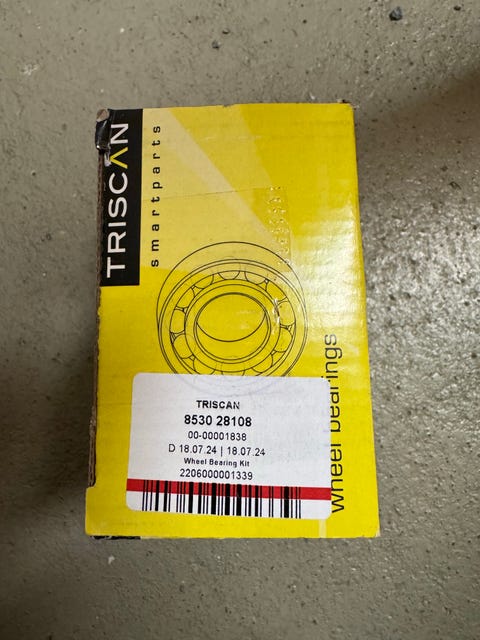 TRISCAN
smartparts
wheel bearings
TRISCAN
8530 28108
00-00001838
D 18.07.24 | 18.07.24
Wheel Bearing Kit
2206000001339